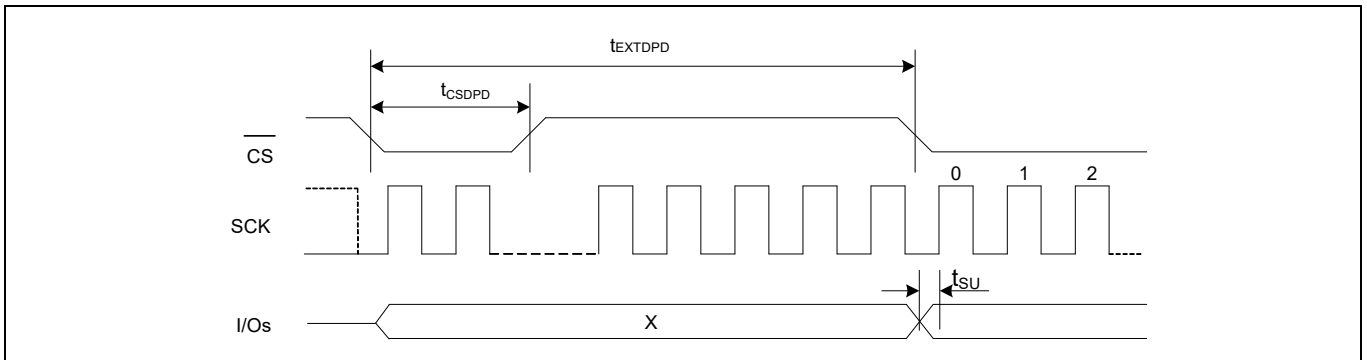 tEXTDPD
tCSDPD
CS
0 1 2
SCK
tSU
X
I/Os